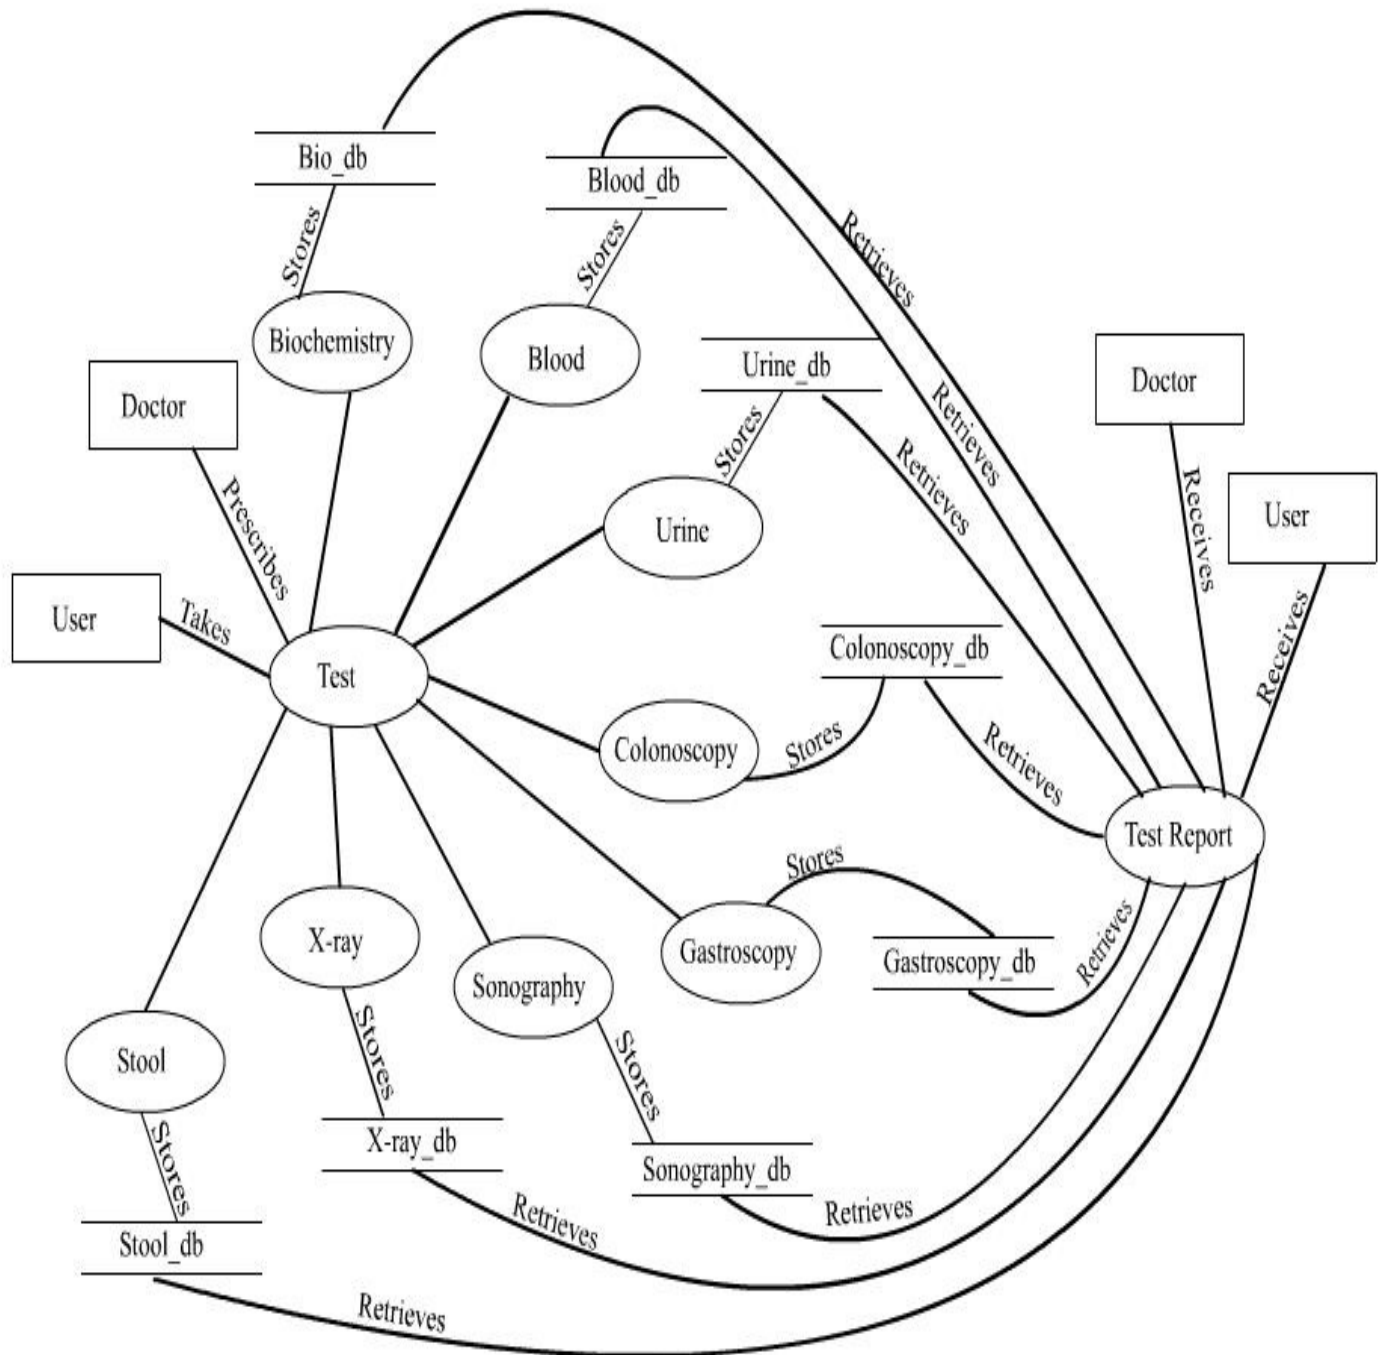 Bio_db
Blood_db
Stores
Stores
Retrieves
Biochemistry
Blood
Urine_db
Doctor
Doctor
Stores
Retrieves
Retrieves
Prescribes
Urine
Receives
User
User
Takes
Test
Colonoscopy_db
Receives
Colonoscopy
Stores
Retrieves
Test Report
Stores
X-ray
Sonography
Gastroscopy
Gastroscopy_db
Retrieves
Stool
Stores
Stores
Stores
X-ray_db
Sonography_db
Retrieves
Retrieves
Stool_db
Retrieves